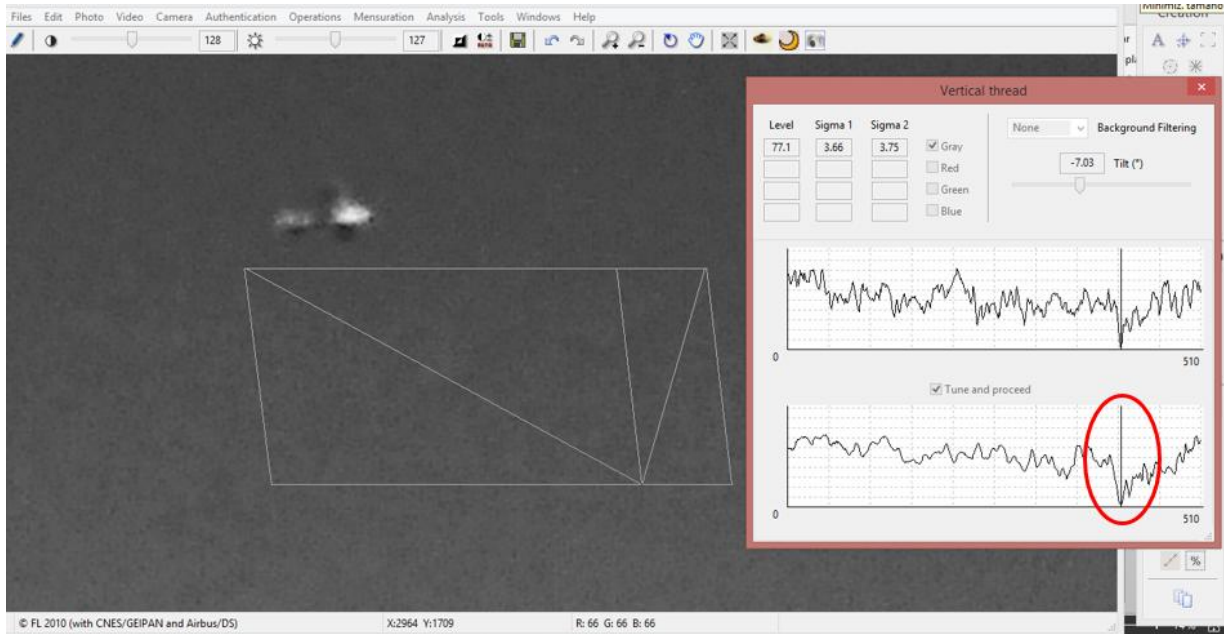 Minimiz. tamaño
Files Edit Photo Video Camera Authentication Operations Mensuration Analysis Tools Windows Help
128 127
Vertical thread
Level Sigma 1 Sigma 2
None Background Filtering
77.1 3.66 3.75 Gray
-7.03 Tilt (°)
Red
Green
Blue
0 510
Tune and proceed
0 510
%
© FL 2010 (with CNES/GEIPAN and Airbus/DS) X:2964 Y:1709 R: 66 G: 66 B: 66